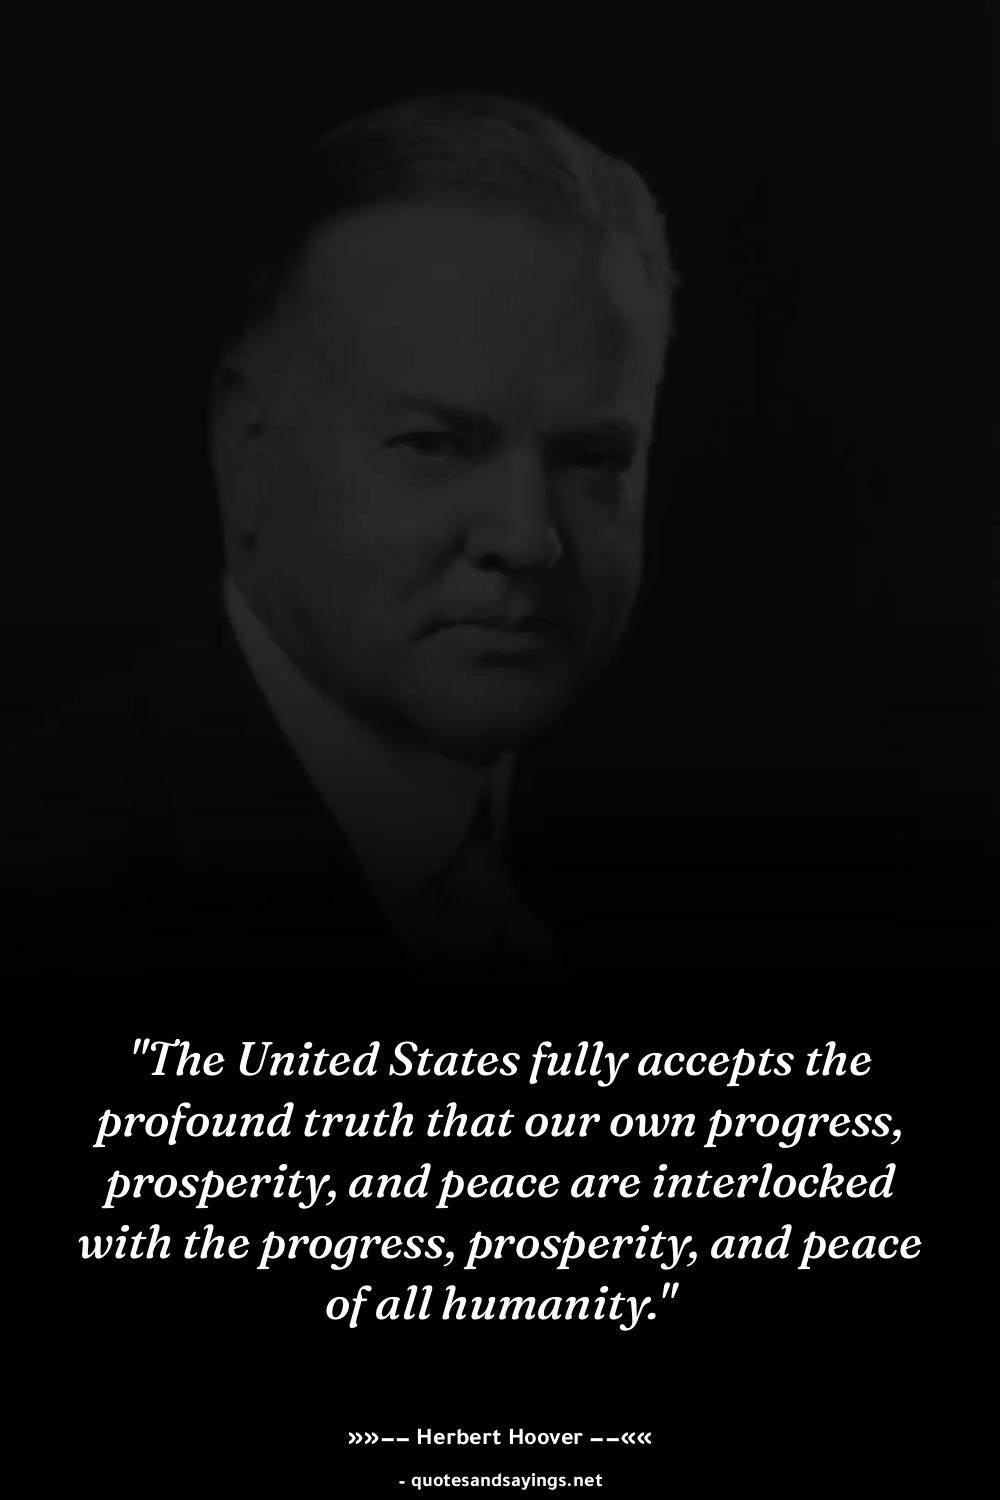 "The United States fully accepts the
profound truth that our own progress,
prosperity, and peace are interlocked
with the progress, prosperity, and peace
of all humanity."
»»−− Herbert Hoover −−««
- quotesandsayings.net